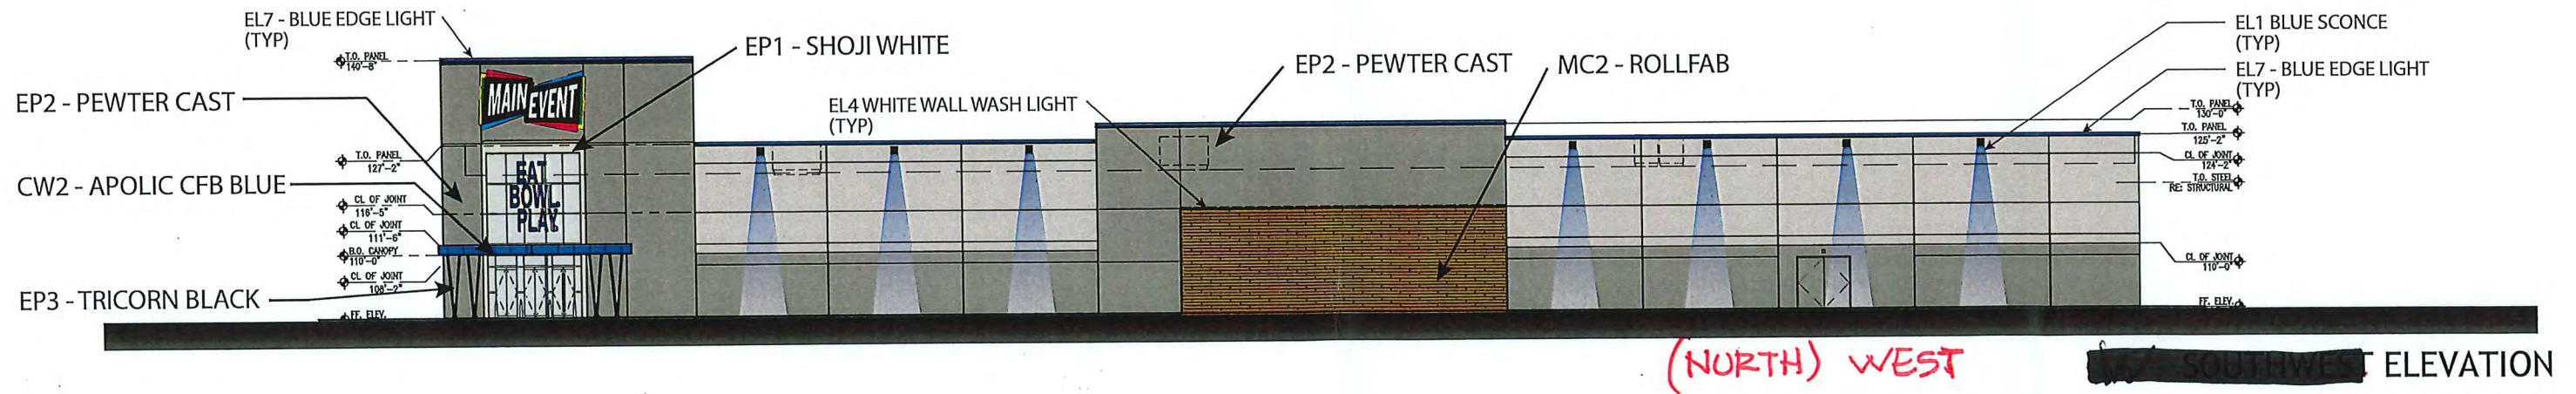 EL7 - BLUE EDGE LIGHT
(TYP)
T.O. PANEL
140'-8"
EP1 - SHOJI WHITE
EP2 - PEWTER CAST
MAIN EVENT
EL4 WHITE WALL WASH LIGHT
(TYP)
EP2 - PEWTER CAST
MC2 - ROLLFAB
EL1 BLUE SCONCE
(TYP)
EL7 - BLUE EDGE LIGHT
(TYP)
T.O. PANEL
127'-2"
EAT
BOWL
PLAY.
CW2 - APOLIC CFB BLUE
CL OF JOINT
116'-5"
CL OF JOINT
111'-6"
B.O. CANOPY
110'-0"
CL OF JOINT
108'-2"
EP3 - TRICORN BLACK
FF. ELEV.
T.O. PANEL
130'-0"
T.O. PANEL
125'-2"
CL OF JOINT
124'-2"
T.O. STEEL
RE: STRUCTURAL
CL OF JOINT
110'-0"
FF. ELEV.
(NORTH) WEST
SOUTHWEST ELEVATION